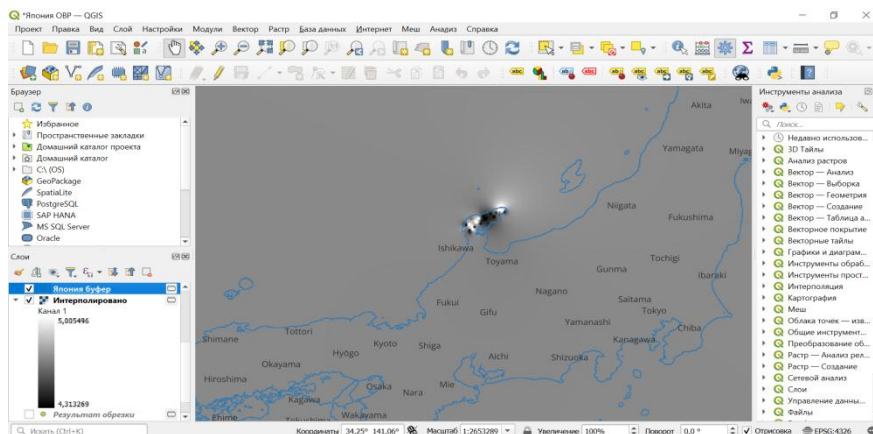 *Япония ОВР — QGIS
Проект Правка Вид Слой Настройки Модули Вектор Растр База данных Интернет Меш Анализ Справка
Браузер
Избранное
Пространственные закладки
Домашний каталог проекта
Домашний каталог
C:\ (OS)
GeoPackage
SpatiaLite
PostgreSQL
SAP HANA
MS SQL Server
Oracle
Слои
Япония буфер
Интерполировано
Канал 1
5,005496
4,313269
Результат обрезки
Akita
Yamagata
Niigata
Fukushima
Ishikawa
Toyama
Tochigi
Gunma
Ibaraki
Nagano
Saitama
Fukui
Gifu
Tokyo
Yamanashi
Chiba
Shimane
Tottori
Kyoto
Shiga
Kanagawa
Hyōgo
Aichi
Shizuoka
Okayama
Hiroshima
Osaka
Nara
Mie
Ehime
Wakayama
Инструменты анализа
Поиск...
Недавно использов...
3D Тайлы
Анализ растров
Вектор — Анализ
Вектор — Выборка
Вектор — Геометрия
Вектор — Создание
Вектор — Таблица а...
Векторное покрытие
Векторные тайлы
Графики и диаграм...
Инструменты обраб...
Инструменты прост...
Интерполяция
Картография
Меш
Облака точек — изв...
Общие инструмент...
Преобразование об...
Растр — Анализ рел...
Растр — Создание
Сетевой анализ
Слои
Управление данны...
Файлы
Искать (Ctrl+K)
Координаты 34,25° 141,06° Масштаб 1:2653289 Увеличение 100% Поворот 0,0 ° Отрисовка EPSG:4326